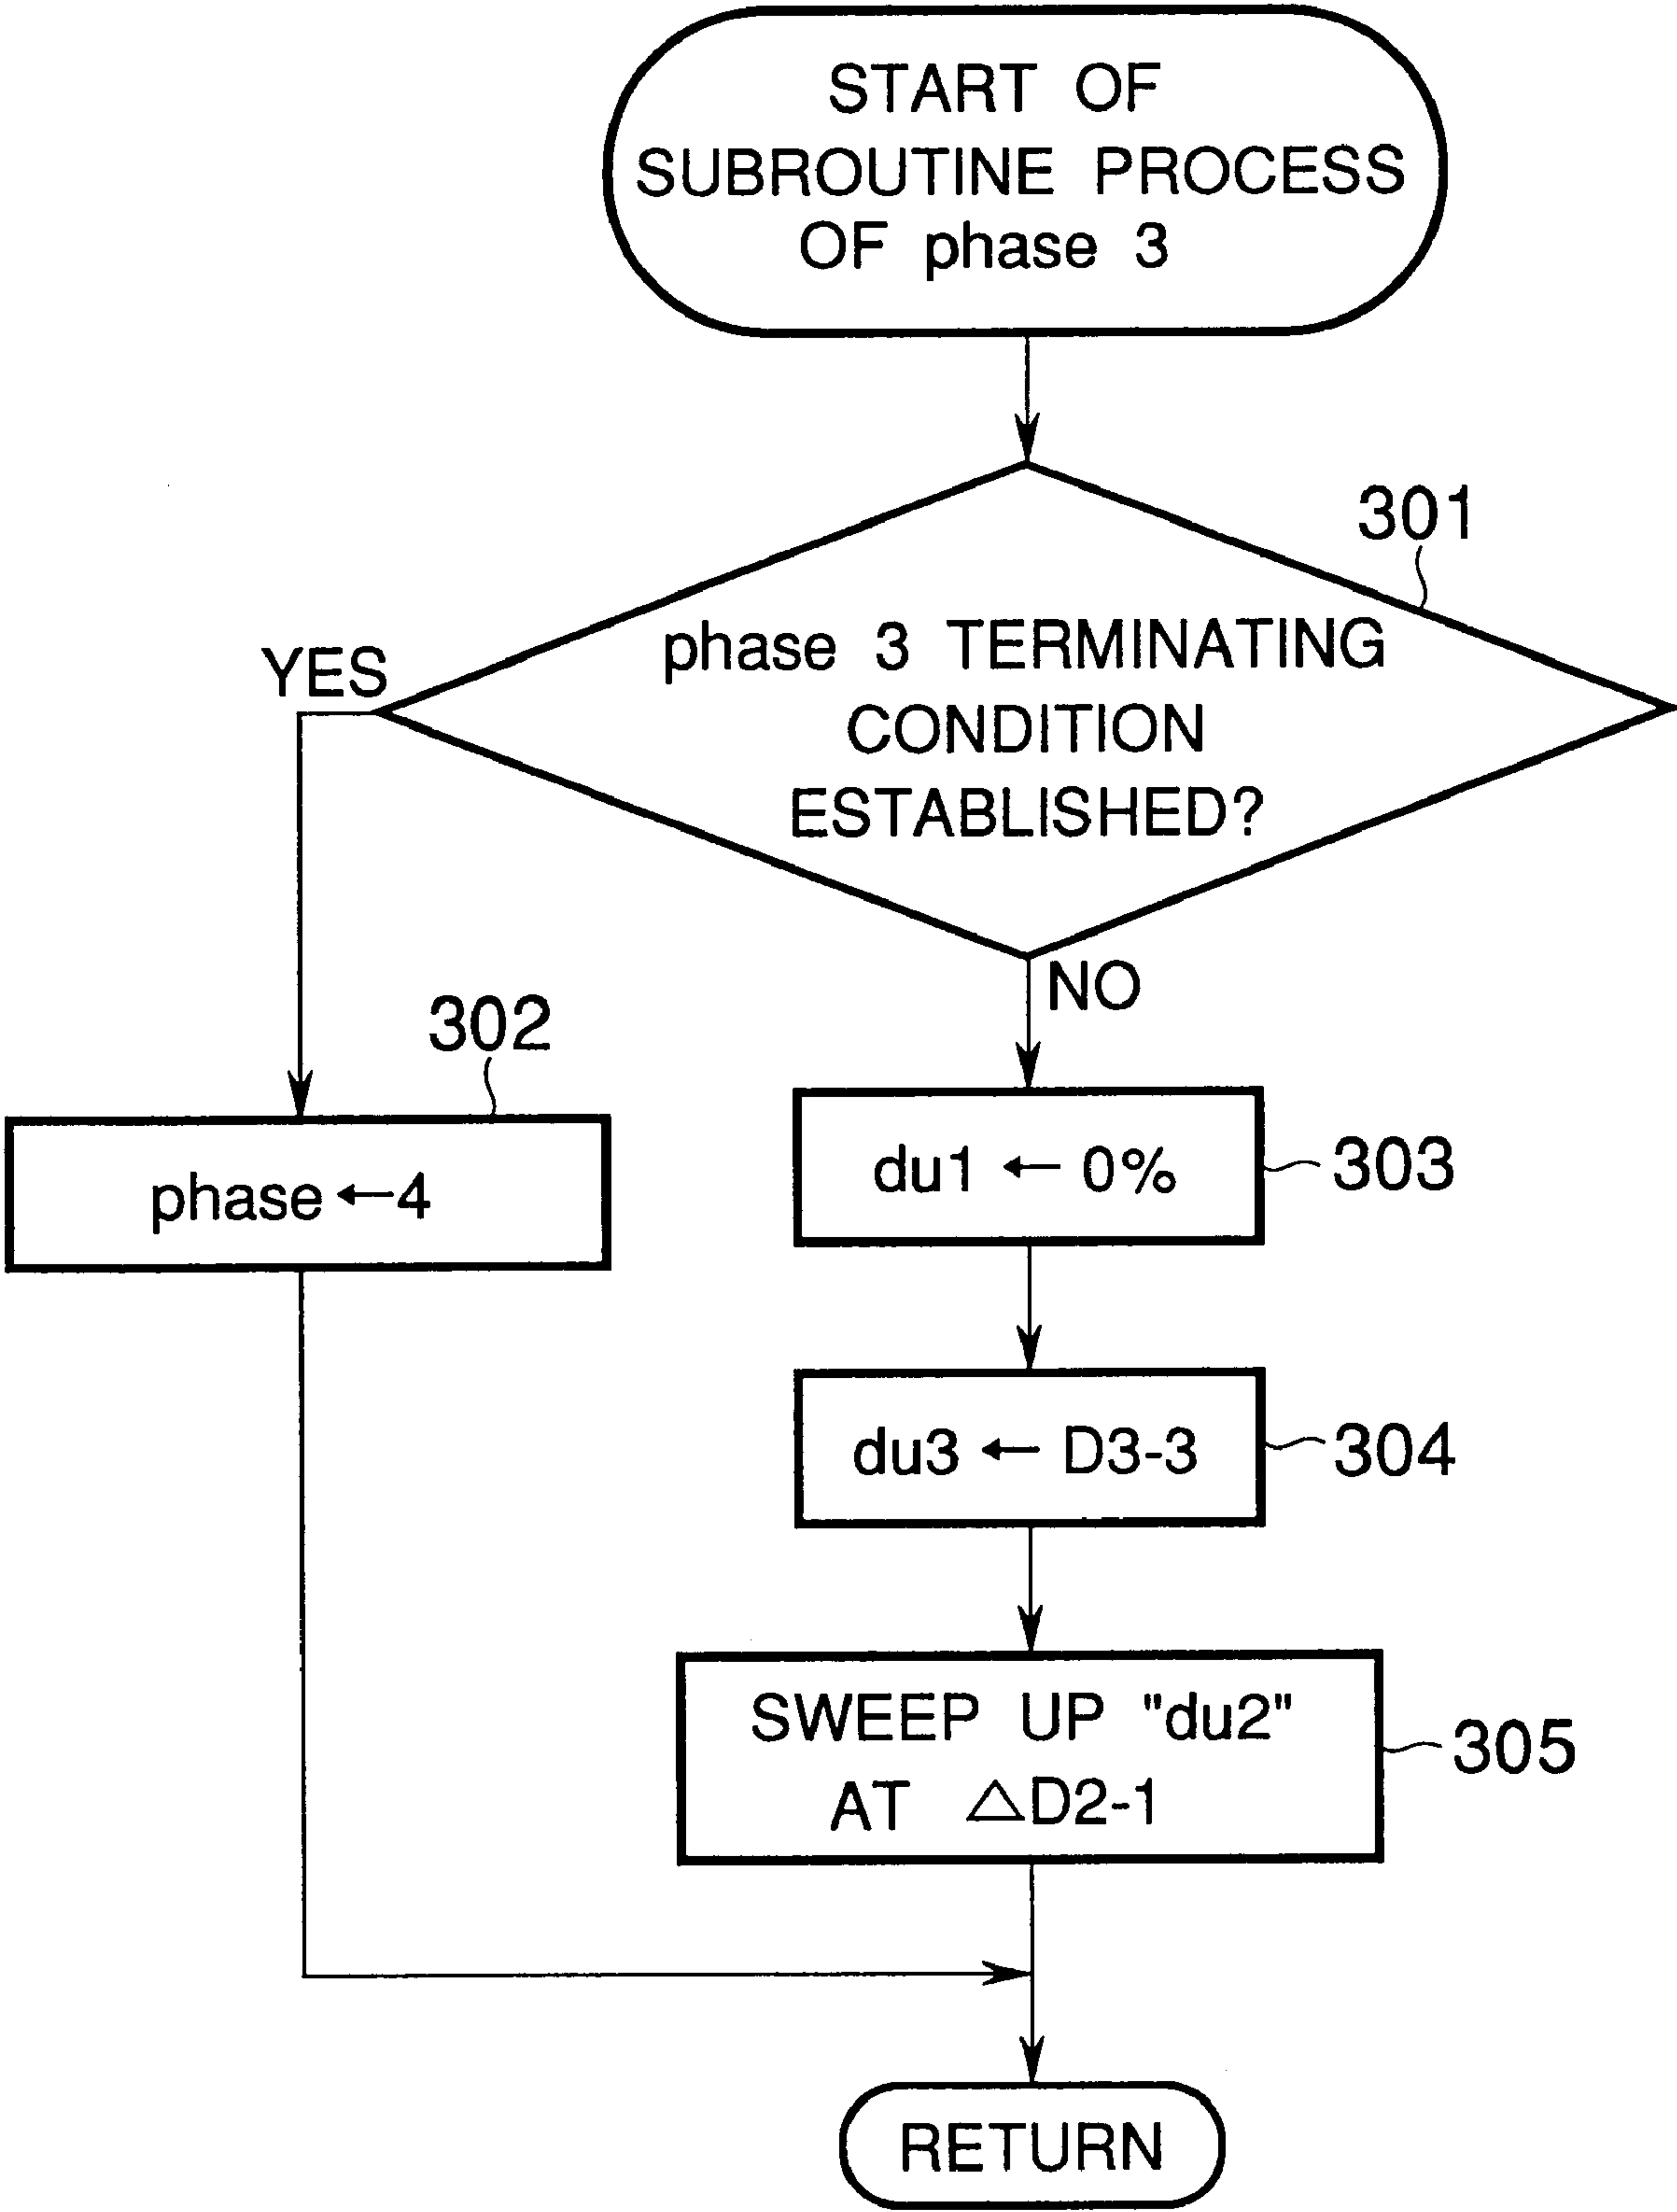 START OF
SUBROUTINE PROCESS
OF phase 3
301
phase 3 TERMINATING
CONDITION
ESTABLISHED?
YES
NO
302
phase←4
du1 ← 0%
303
du3 ← D3-3
304
SWEEP UP "du2"
AT △D2-1
305
RETURN